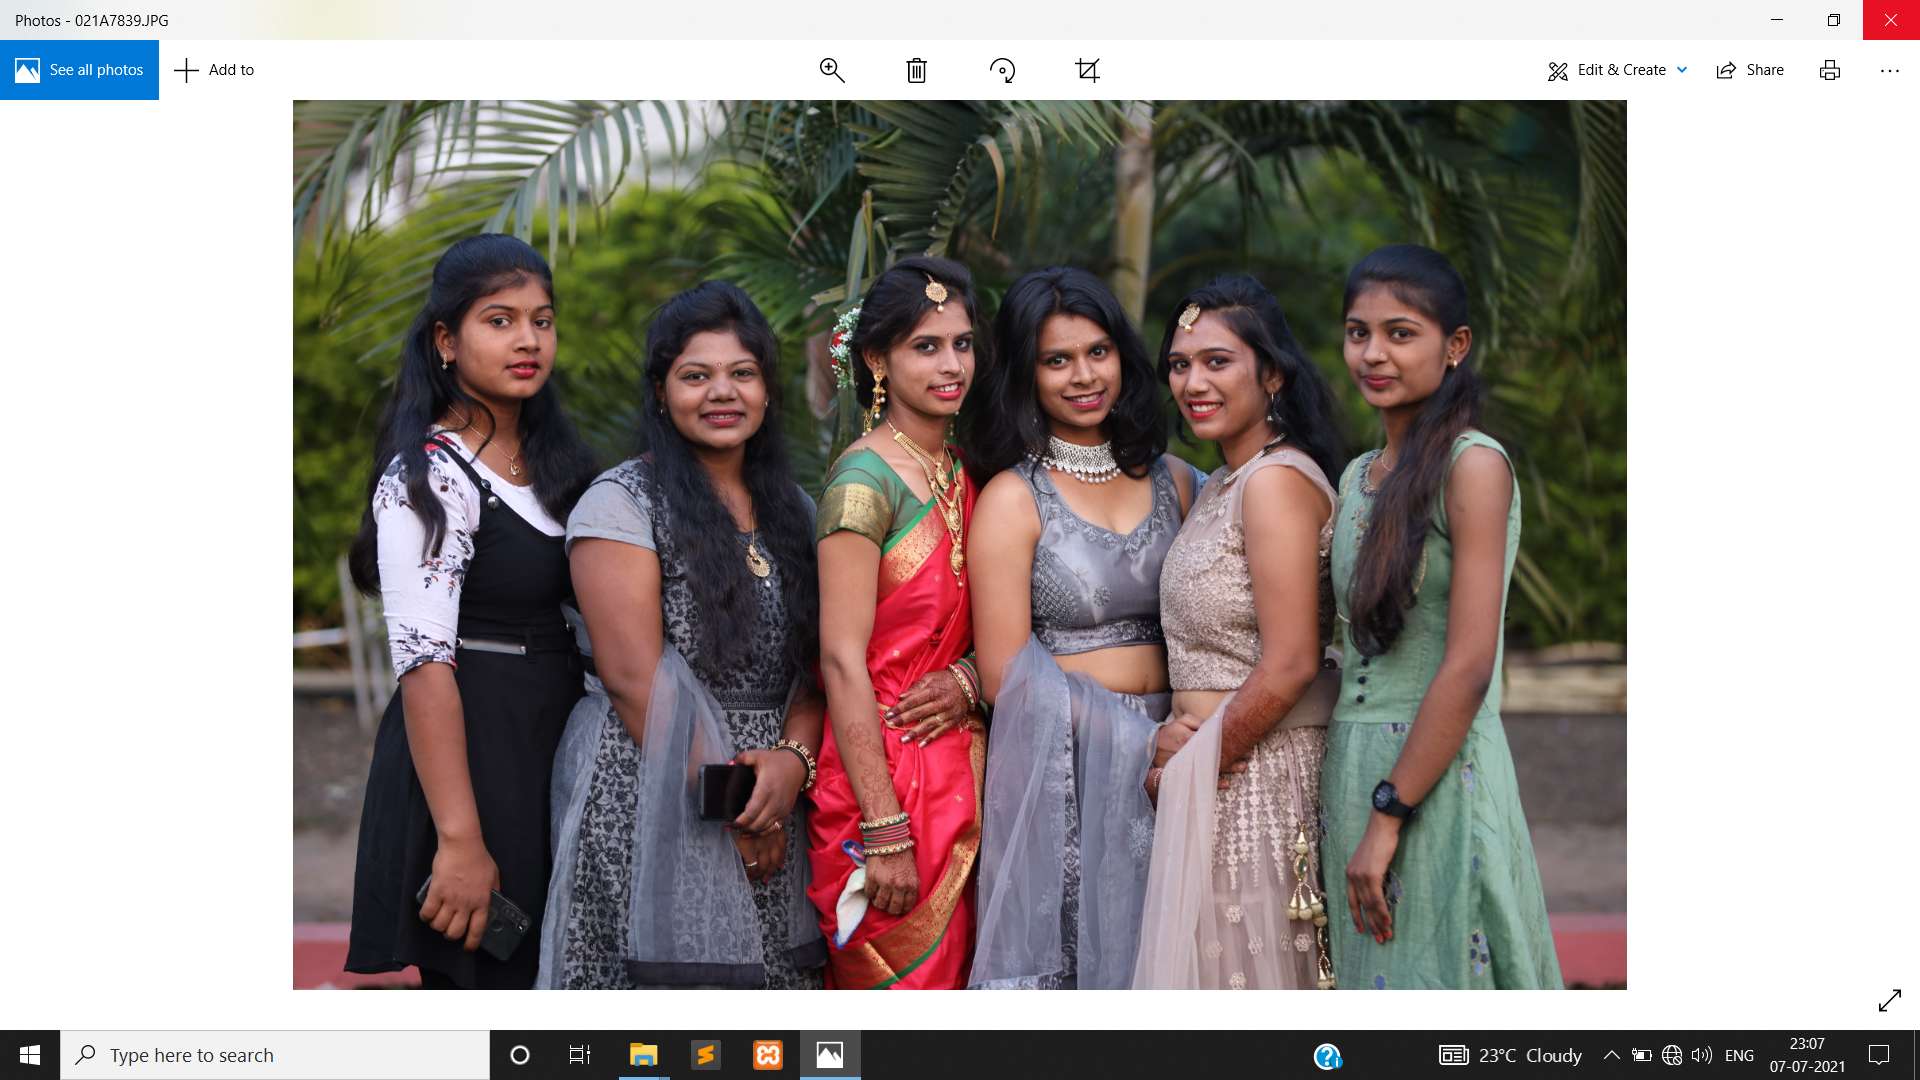 Photos - 021A7839.JPG
See all photos
Add to
Edit & Create
Share
Type here to search
23°C Cloudy
ENG
23:07
07-07-2021